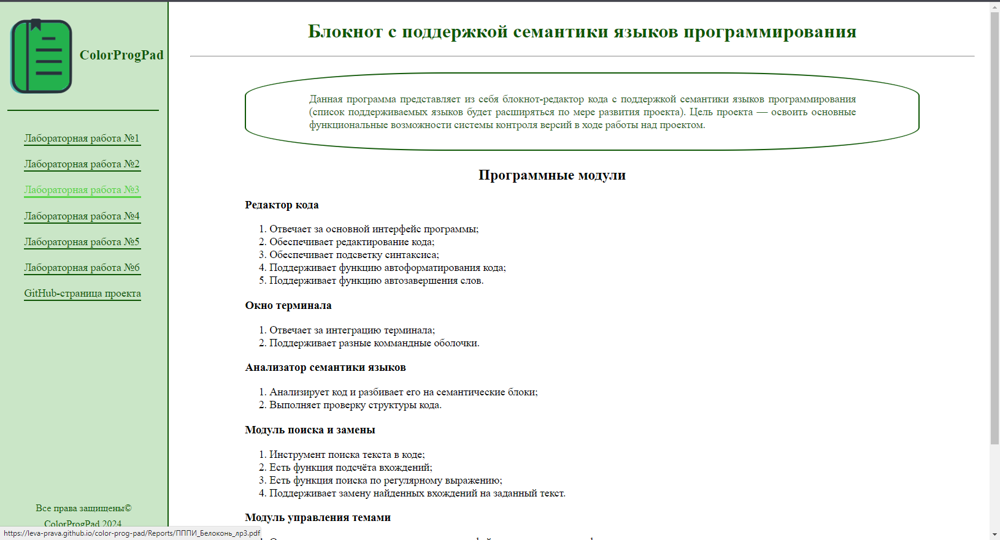 ColorProgPad
Лабораторная работа №1
Лабораторная работа №2
Лабораторная работа №3
Лабораторная работа №4
Лабораторная работа №5
Лабораторная работа №6
GitHub-страница проекта
Все права защищены©
ColorProgPad 2024
https://leva-prava.github.io/color-prog-pad/Reports/ПППИ_Белоконь_лр3.pdf
Блокнот с поддержкой семантики языков программирования
Данная программа представляет из себя блокнот-редактор кода с поддержкой семантики языков программирования
(список поддерживаемых языков будет расширяться по мере развития проекта). Цель проекта — освоить основные
функциональные возможности системы контроля версий в ходе работы над проектом.
Программные модули
Редактор кода
1. Отвечает за основной интерфейс программы;
2. Обеспечивает редактирование кода;
3. Обеспечивает подсветку синтаксиса;
4. Поддерживает функцию автоформатирования кода;
5. Поддерживает функцию автозавершения слов.
Окно терминала
1. Отвечает за интеграцию терминала;
2. Поддерживает разные коммандные оболочки.
Анализатор семантики языков
1. Анализирует код и разбивает его на семантические блоки;
2. Выполняет проверку структуры кода.
Модуль поиска и замены
1. Инструмент поиска текста в коде;
2. Есть функция подсчёта вхождений;
3. Есть функция поиска по регулярному выражению;
4. Поддерживает замену найденных вхождений на заданный текст.
Модуль управления темами